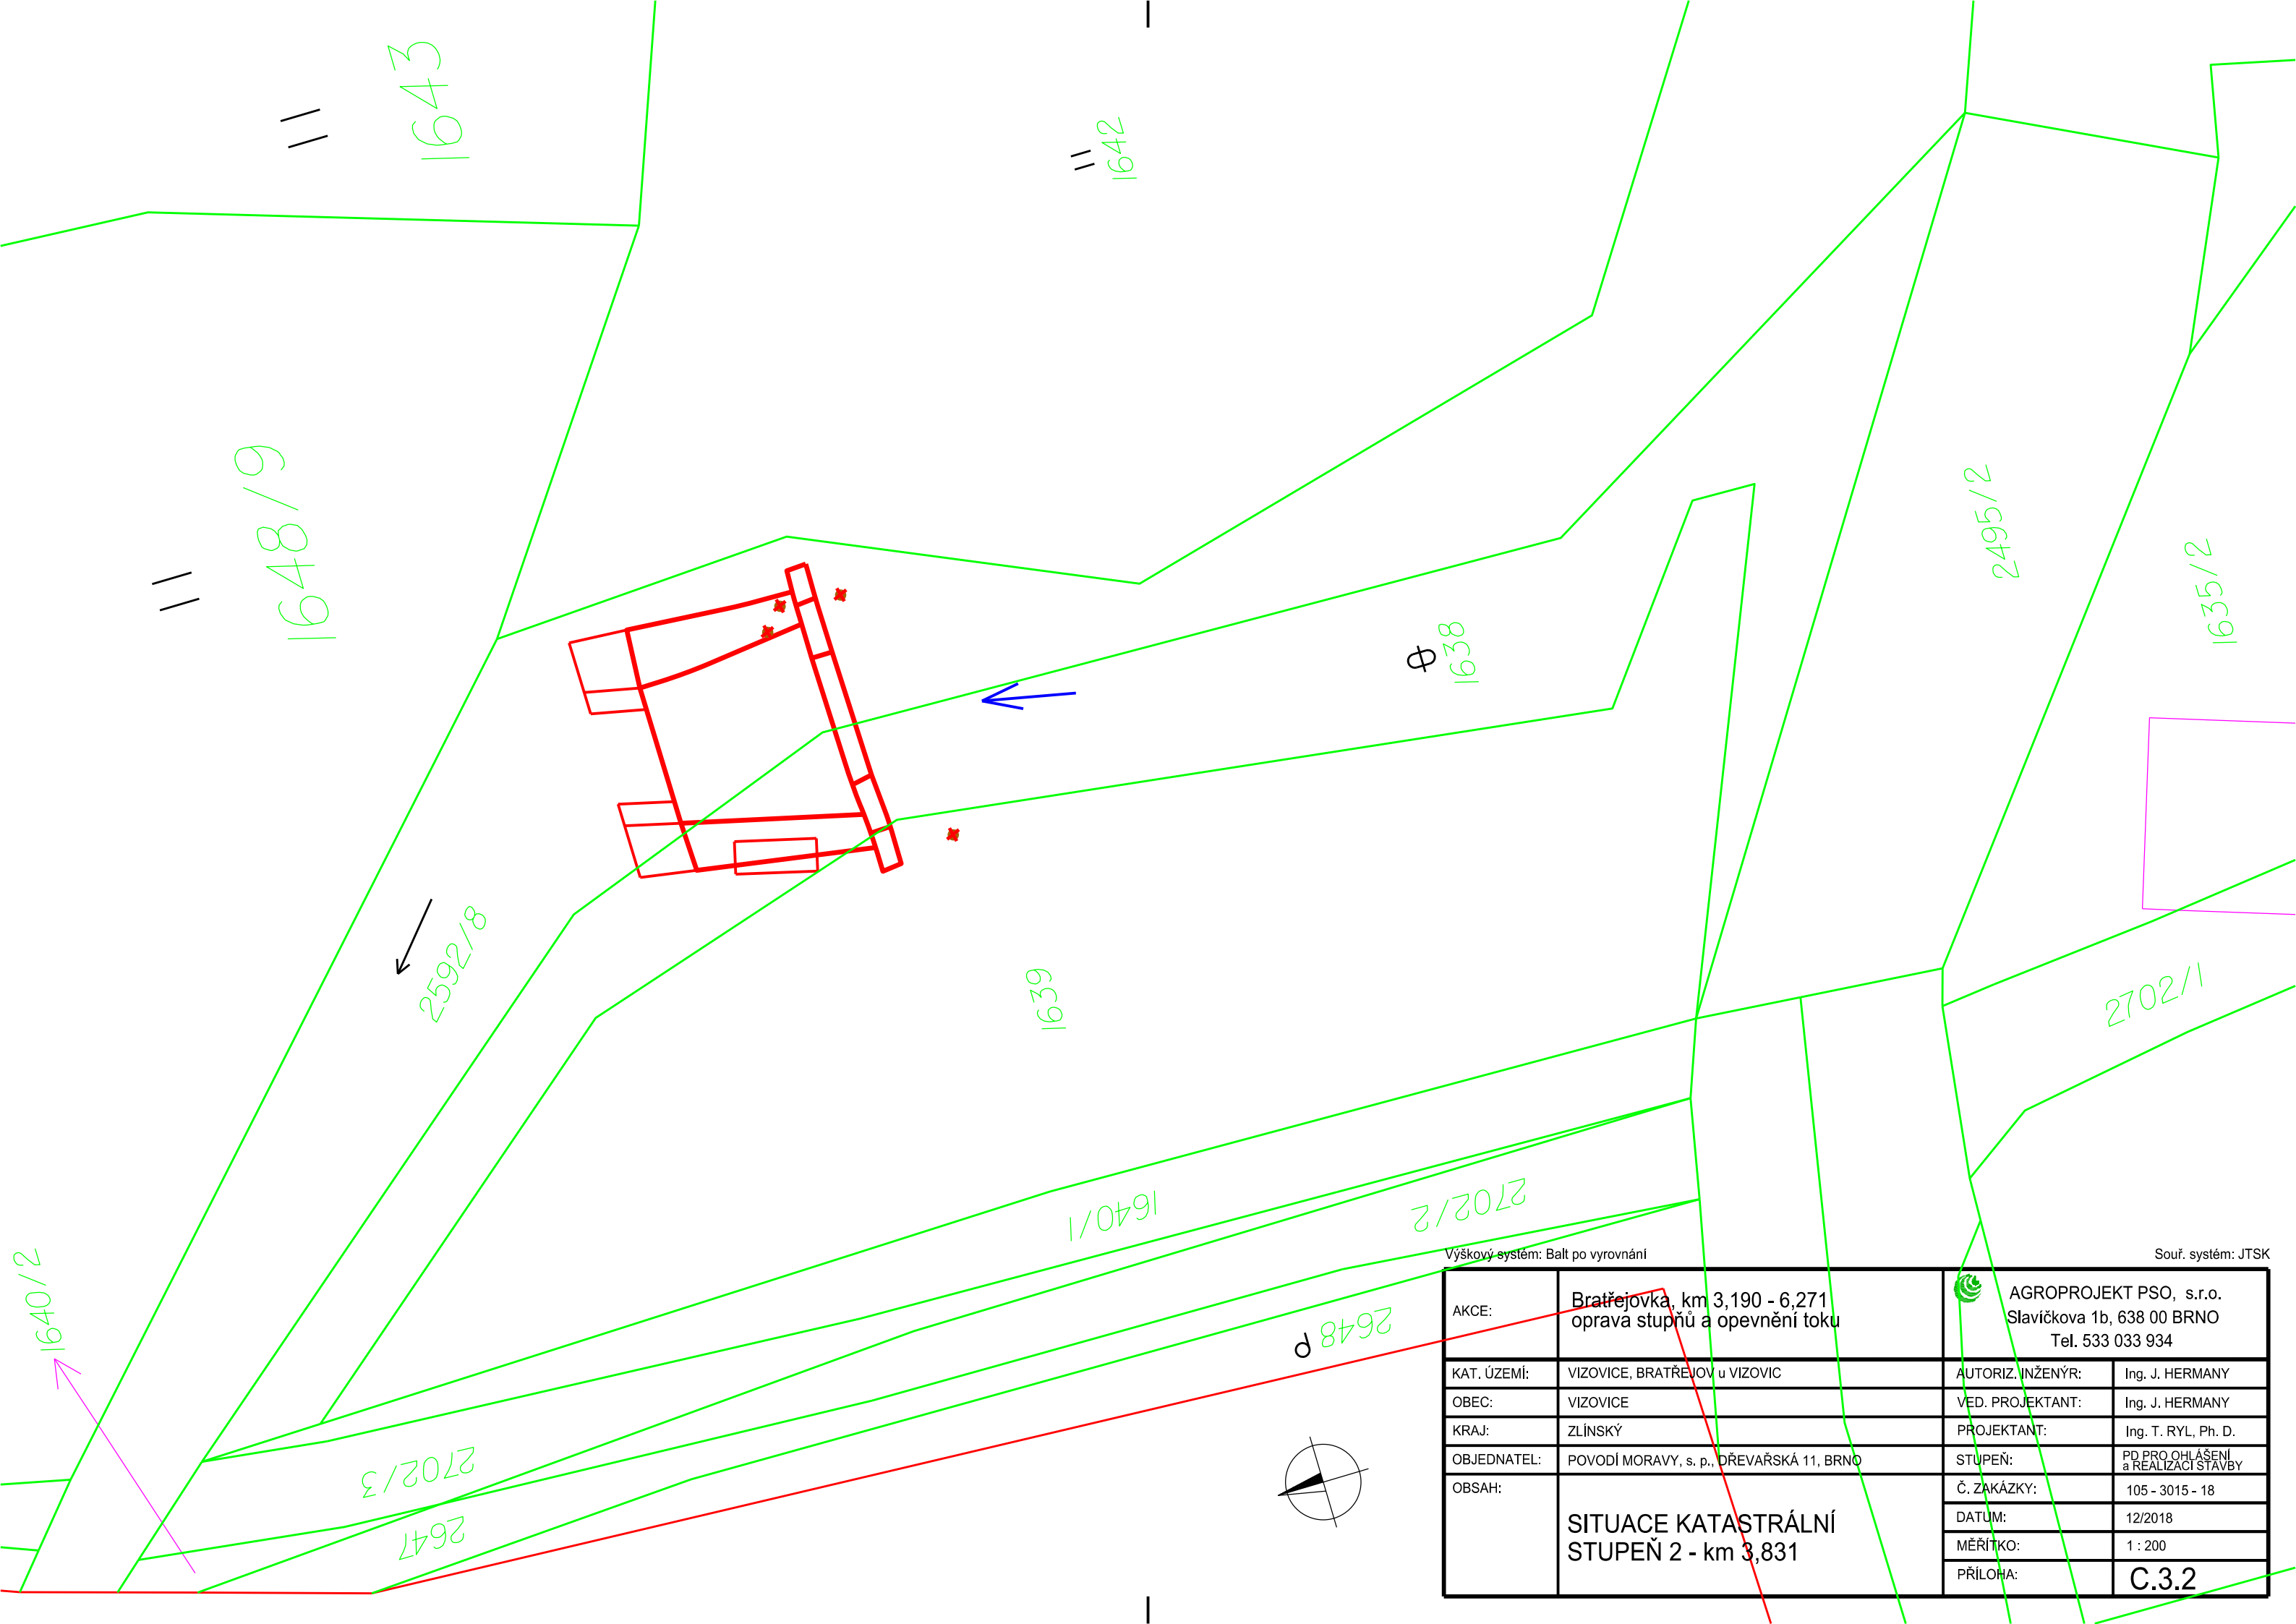 1643
1642
1648/9
2495/2
1635/2
1638
2592/8
1639
2702/1
1640/1
2702/2
1640/2
2648
2702/3
2647
Výškový systém: Balt po vyrovnání
Souř. systém: JTSK
AKCE:
Bratřejovka, km 3,190 - 6,271
oprava stupňů a opevnění toku
AGROPROJEKT PSO, s.r.o.
Slavíčkova 1b, 638 00 BRNO
Tel. 533 033 934
KAT. ÚZEMÍ: VIZOVICE, BRATŘEJOV u VIZOVIC
AUTORIZ. INŽENÝR: Ing. J. HERMANY
OBEC: VIZOVICE
VED. PROJEKTANT: Ing. J. HERMANY
KRAJ: ZLÍNSKÝ
PROJEKTANT: Ing. T. RYL, Ph. D.
OBJEDNATEL: POVODÍ MORAVY, s. p., DŘEVAŘSKÁ 11, BRNO
STUPEŇ: PD PRO OHLÁŠENÍ
a REALIZACI STAVBY
OBSAH:
SITUACE KATASTRÁLNÍ
STUPEŇ 2 - km 3,831
Č. ZAKÁZKY: 105 - 3015 - 18
DATUM: 12/2018
MĚŘÍTKO: 1 : 200
PŘÍLOHA: C.3.2